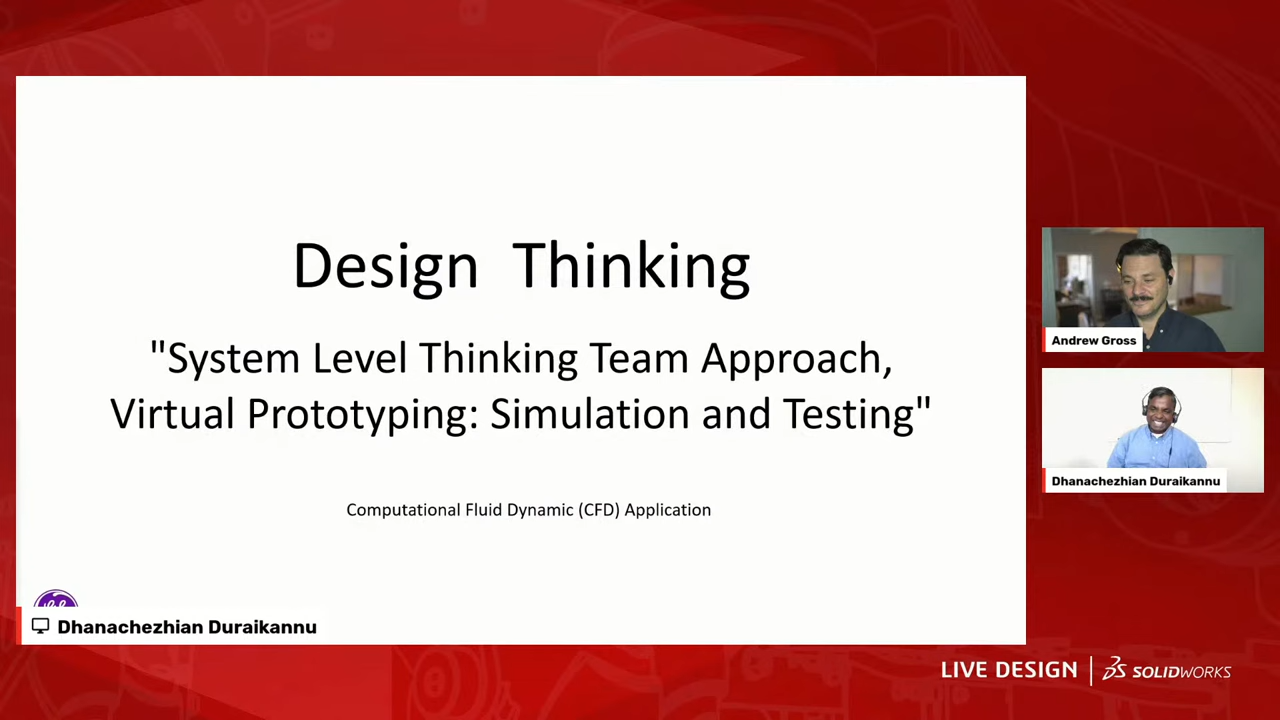 Design Thinking
"System Level Thinking Team Approach,
Virtual Prototyping: Simulation and Testing"
Computational Fluid Dynamic (CFD) Application
Dhanachezhian Duraikannu
Andrew Gross
Dhanachezhian Duraikannu
LIVE DESIGN | 3DS SOLIDWORKS